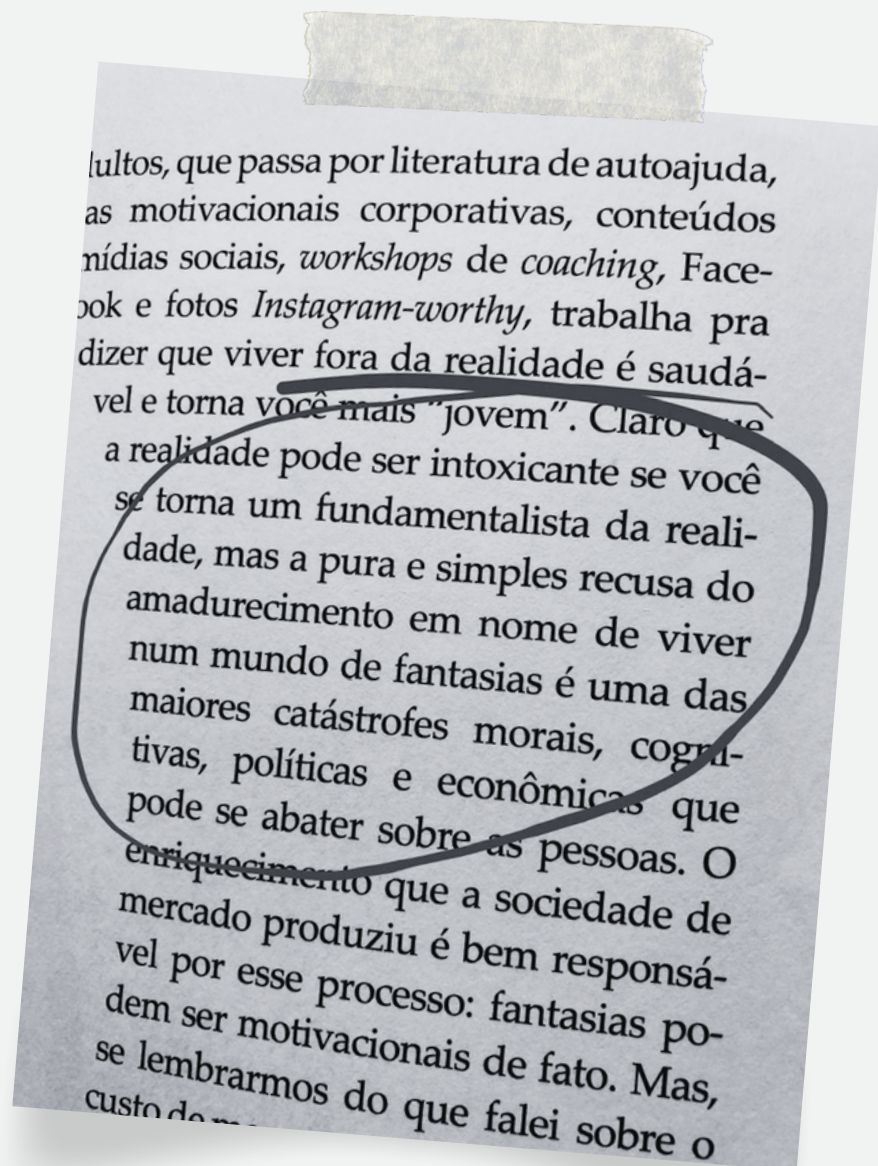 dultos, que passa por literatura de autoajuda,
as motivacionais corporativas, conteúdos
mídias sociais, workshops de coaching, Face-
ook e fotos Instagram-worthy, trabalha pra
dizer que viver fora da realidade é saudá-
vel e torna você mais “jovem”. Claro que
a realidade pode ser intoxicante se você
se torna um fundamentalista da reali-
dade, mas a pura e simples recusa do
amadurecimento em nome de viver
num mundo de fantasias é uma das
maiores catástrofes morais, cogni-
tivas, políticas e econômicas que
pode se abater sobre as pessoas. O
enriquecimento que a sociedade de
mercado produziu é bem responsá-
vel por esse processo: fantasias po-
dem ser motivacionais de fato. Mas,
se lembrarmos do que falei sobre o
custo de